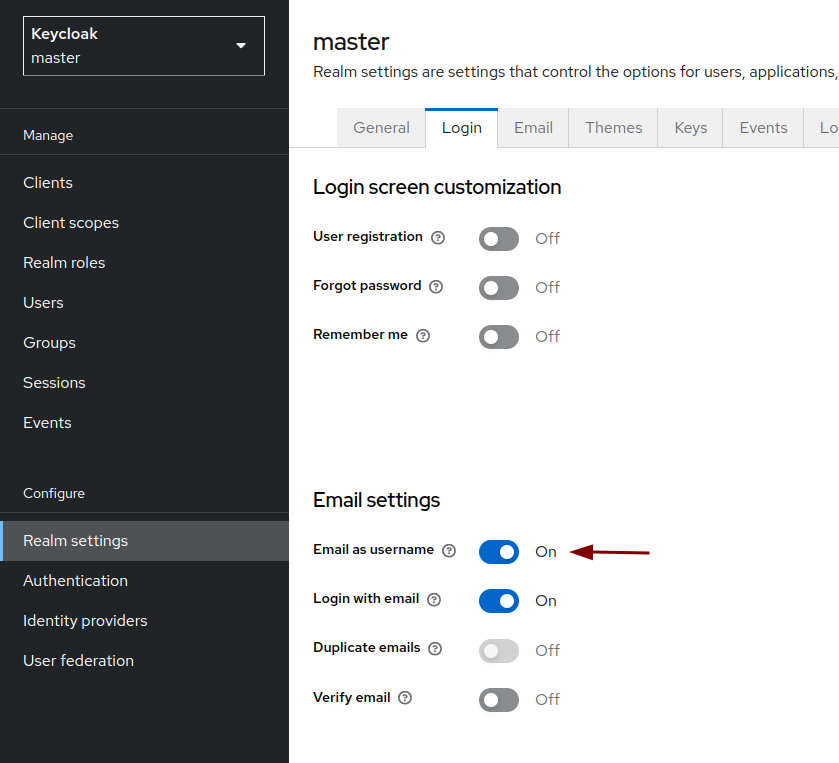 Keycloak
master
Manage
Clients
Client scopes
Realm roles
Users
Groups
Sessions
Events
Configure
Realm settings
Authentication
Identity providers
User federation
master
Realm settings are settings that control the options for users, applications,
General Login Email Themes Keys Events Lo
Login screen customization
User registration Off
Forgot password Off
Remember me Off
Email settings
Email as username On
Login with email On
Duplicate emails Off
Verify email Off